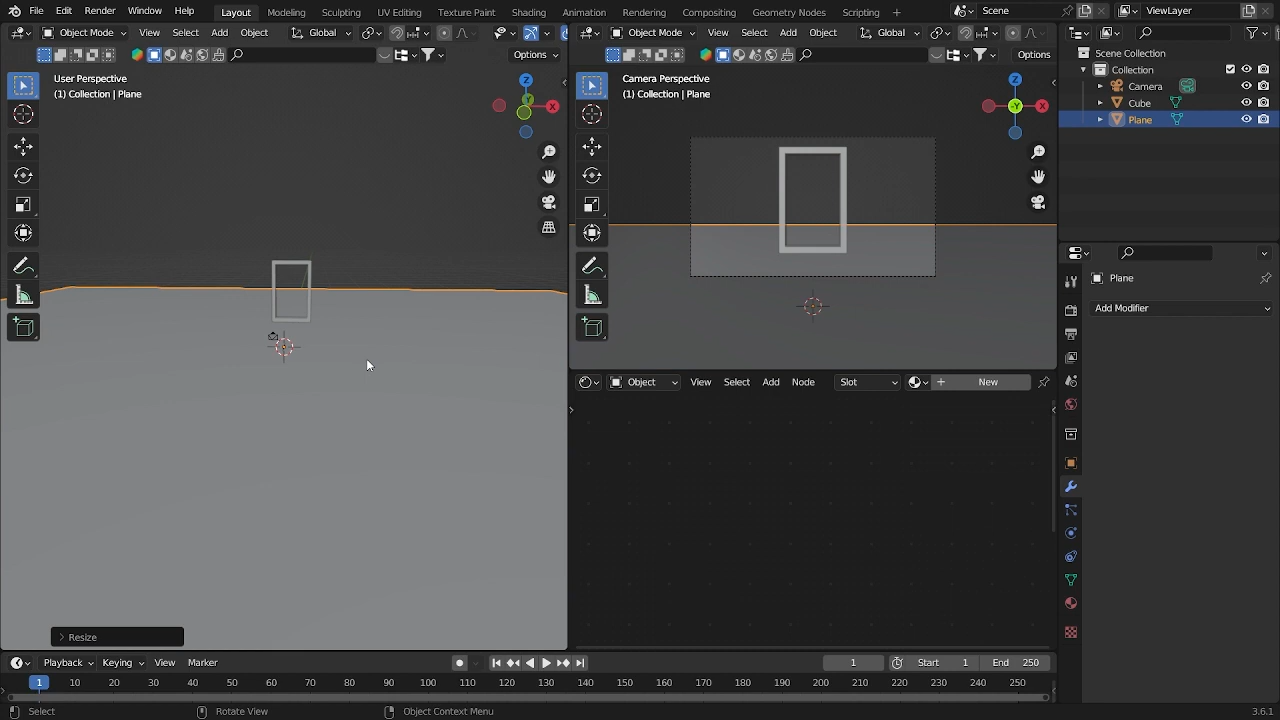 File Edit Render Window Help Layout Modeling Sculpting UV Editing Texture Paint Shading Animation Rendering Compositing Geometry Nodes Scripting + Scene ViewLayer
Object Mode View Select Add Object Global
Options
User Perspective
(1) Collection | Plane
Z
Y
X
Resize
Object Mode View Select Add Object Global
Options
Camera Perspective
(1) Collection | Plane
Z
-Y
X
Object View Select Add Node Slot New
Scene Collection
Collection
Camera
Cube
Plane
Plane
Add Modifier
Playback Keying View Marker 1 Start 1 End 250
1 10 20 30 40 50 60 70 80 90 100 110 120 130 140 150 160 170 180 190 200 210 220 230 240 250
Select Rotate View Object Context Menu 3.6.1